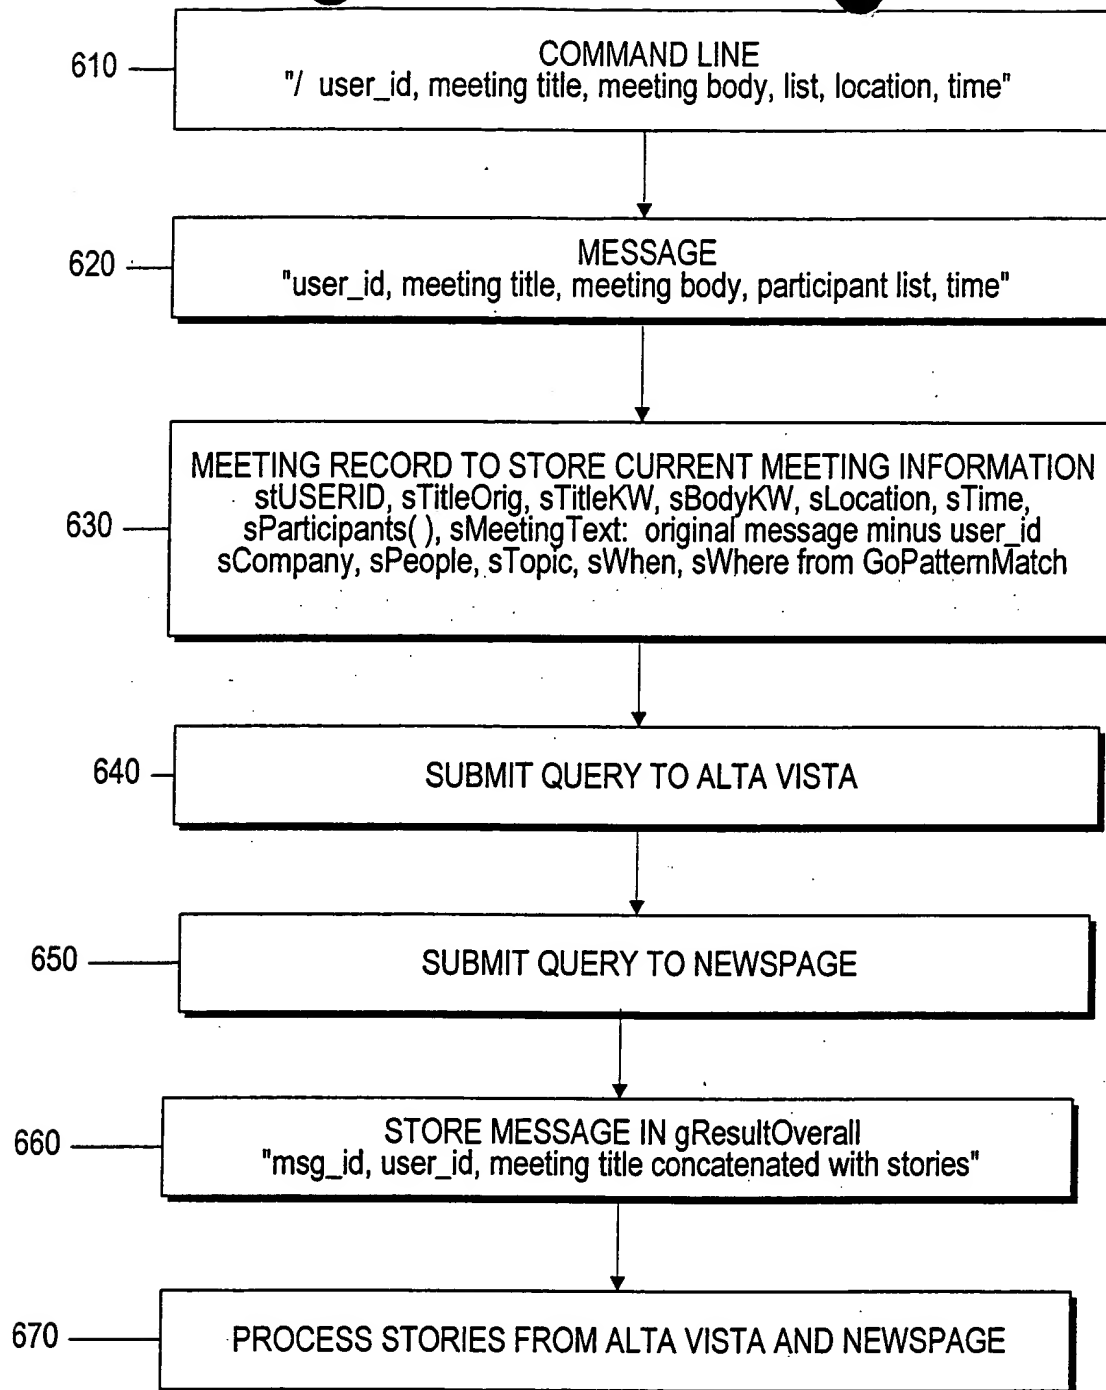 610
COMMAND LINE
"/ user_id, meeting title, meeting body, list, location, time"
620
MESSAGE
"user_id, meeting title, meeting body, participant list, time"
630
MEETING RECORD TO STORE CURRENT MEETING INFORMATION
stUSERID, sTitleOrig, sTitleKW, sBodyKW, sLocation, sTime,
sParticipants( ), sMeetingText: original message minus user_id
sCompany, sPeople, sTopic, sWhen, sWhere from GoPatternMatch
640
SUBMIT QUERY TO ALTA VISTA
650
SUBMIT QUERY TO NEWSPAGE
660
STORE MESSAGE IN gResultOverall
"msg_id, user_id, meeting title concatenated with stories"
670
PROCESS STORIES FROM ALTA VISTA AND NEWSPAGE